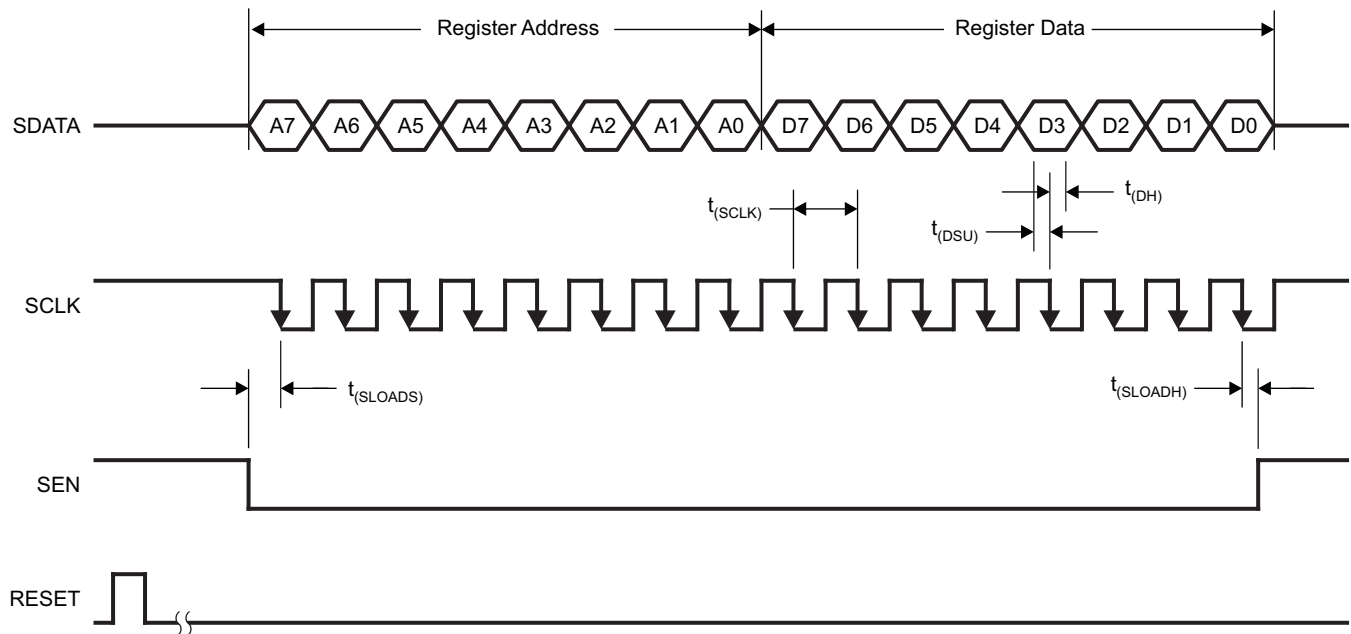 Register Address Register Data
SDATA A7 A6 A5 A4 A3 A2 A1 A0 D7 D6 D5 D4 D3 D2 D1 D0
t(SCLK) t(DH)
t(DSU)
SCLK
t(SLOADS) t(SLOADH)
SEN
RESET